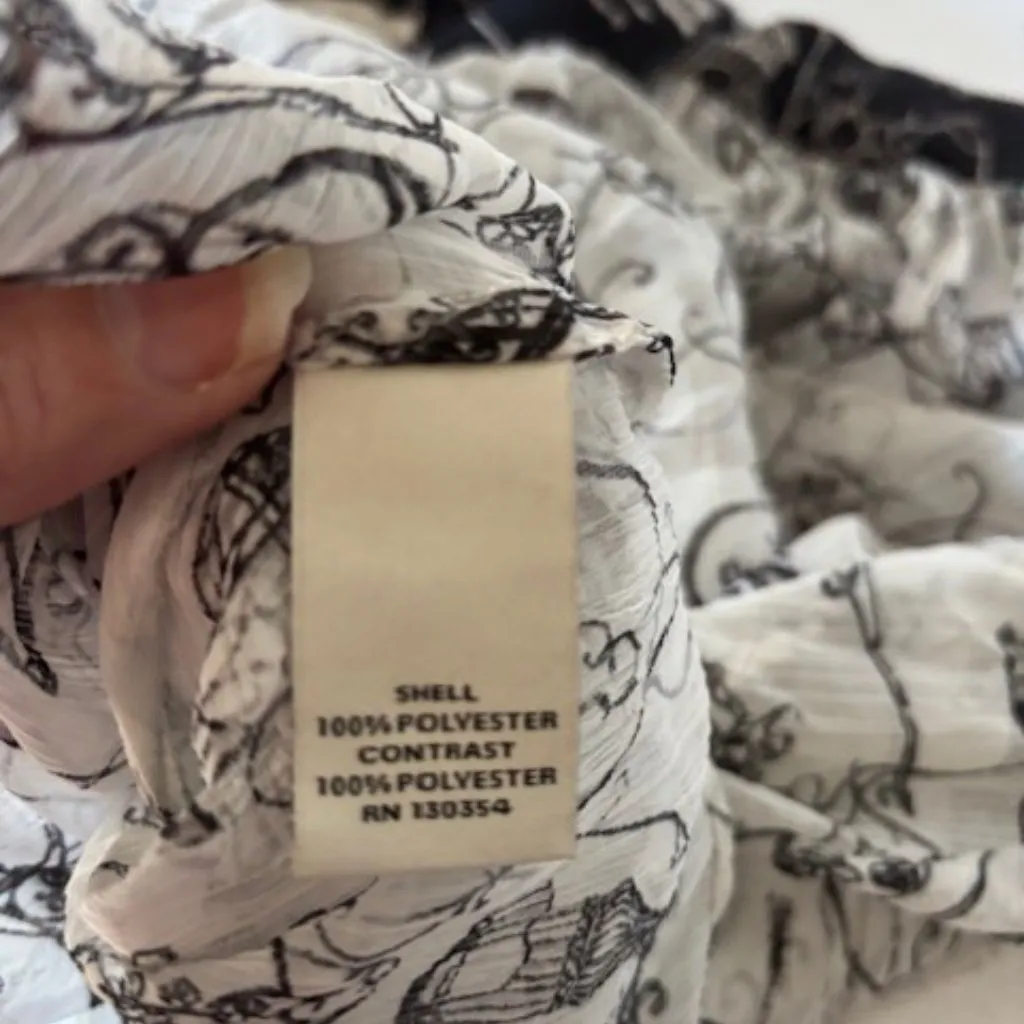 SHELL
100% POLYESTER
CONTRAST
100% POLYESTER
RN 130354